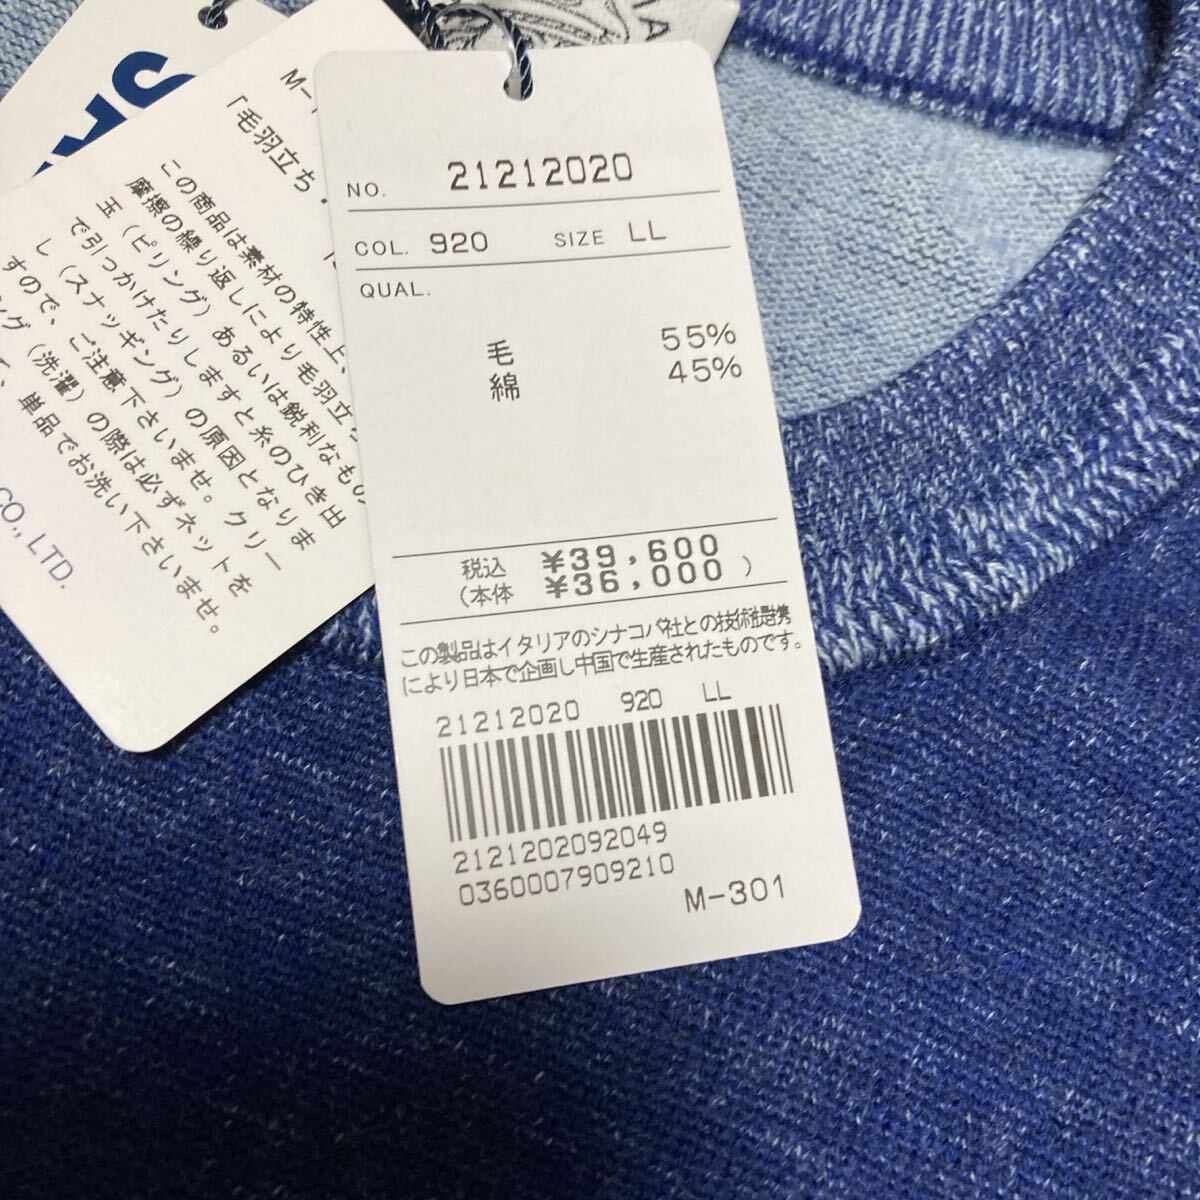 NO. 21212020
COL. 920 SIZE LL
QUAL.
毛 55%
綿 45%
税込 ¥39,600
(本体 ¥36,000 )
この製品はイタリアのシナコバ社との技術提携
により日本で企画し中国で生産されたものです。
21212020 920 LL
2121202092049
0360007909210
M-301
M-
「毛羽立ち・
この商品は素材の特性上、
摩擦の繰り返しにより毛羽立
玉(ピリング)あるいは鋭利なもの
で引っかけたりしますと糸のひき出
し(スナッギング)の原因となりま
すので、ご注意下さいませ。クリー
ング(洗濯)の際は必ずネットを
、単品でお洗い下さいませ。
CO., LTD.